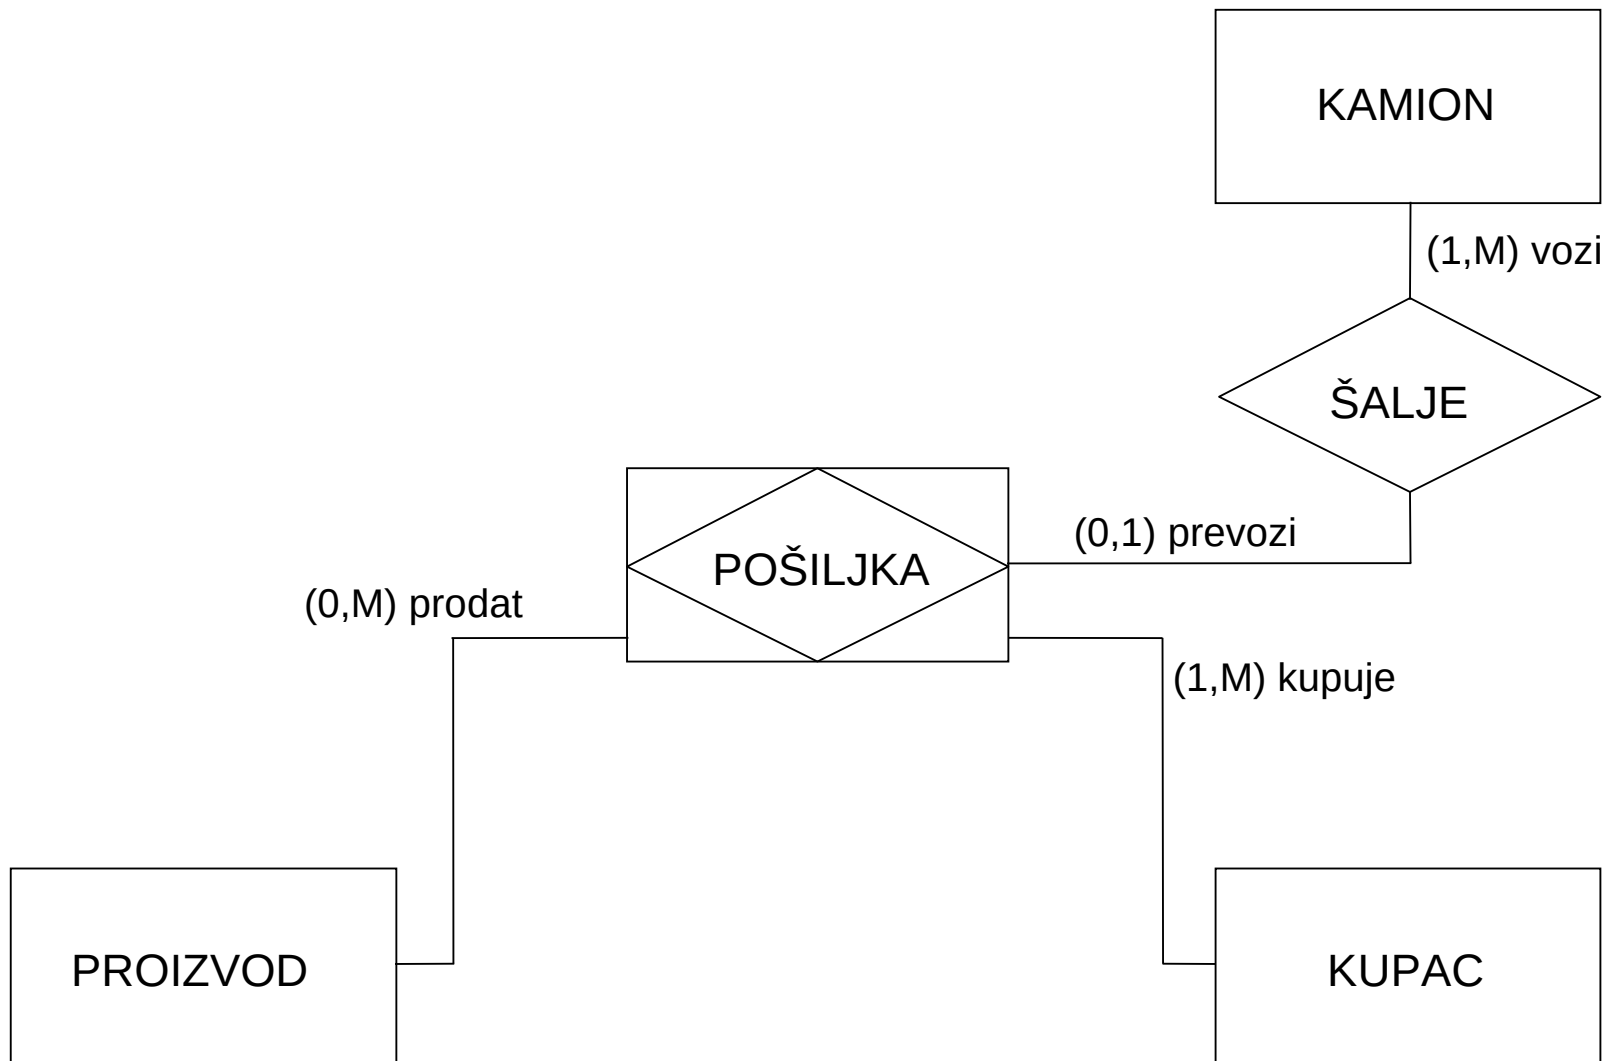 KAMION
(1,M) vozi
ŠALJE
(0,1) prevozi
POŠILJKA
(0,M) prodat
(1,M) kupuje
PROIZVOD
KUPAC